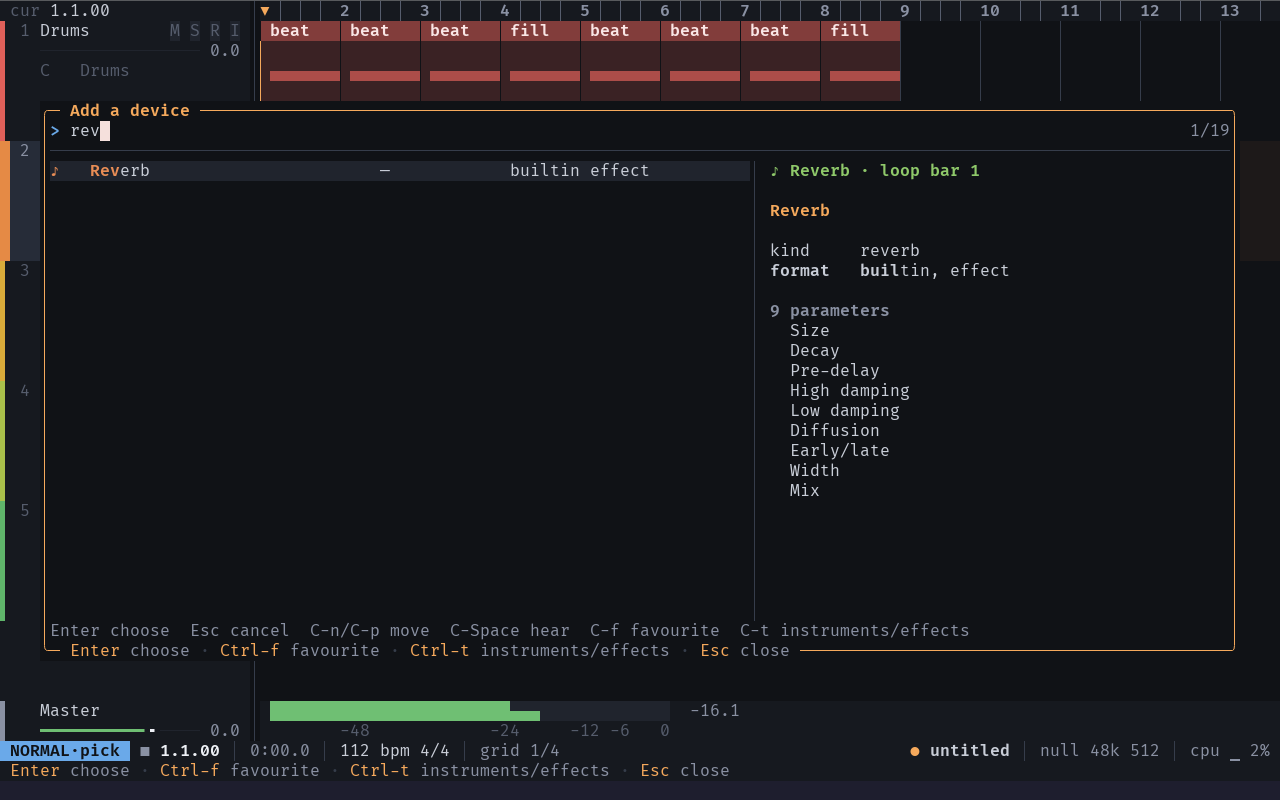 cur 1.1.00 ▼ 2 3 4 5 6 7 8 9 10 11 12 13
1 Drums M S R I beat beat beat fill beat beat beat fill
0.0
C Drums
Add a device
> rev 1/19
2
♪ Reverb — builtin effect ♪ Reverb · loop bar 1
Reverb
kind reverb
3 format builtin, effect
9 parameters
Size
Decay
Pre-delay
4 High damping
Low damping
Diffusion
Early/late
Width
Mix
5
Enter choose Esc cancel C-n/C-p move C-Space hear C-f favourite C-t instruments/effects
Enter choose · Ctrl-f favourite · Ctrl-t instruments/effects · Esc close
Master -16.1
0.0 -48 -24 -12 -6 0
NORMAL·pick ■ 1.1.00 │ 0:00.0 │ 112 bpm 4/4 │ grid 1/4 ● untitled │ null 48k 512 │ cpu _ 2%
Enter choose · Ctrl-f favourite · Ctrl-t instruments/effects · Esc close